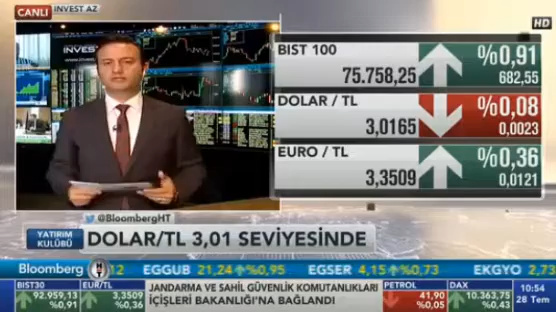 CANLI INVEST AZ
HD
INVEST
BIST 100
75.758,25
%0,91
682,55
DOLAR / TL
3,0165
%0,08
0,0023
EURO / TL
3,3509
%0,36
0,0121
@BloombergHT
YATIRIM
KULÜBÜ
DOLAR/TL 3,01 SEVİYESİNDE
Bloomberg HT 12 EGGUB 21,24 %0,95 EGSER 4,15 %0,73 EKGYO 2,73
BIST30 EUR/TL
92.959,13 3,3509
%0,91 %0,36
JANDARMA VE SAHİL GÜVENLİK KOMUTANLIKLARI
İÇİŞLERİ BAKANLIĞI'NA BAĞLANDI
PETROL DAX
41,90 10.363,75
%0,05 %0,43
10:54
28 Tem